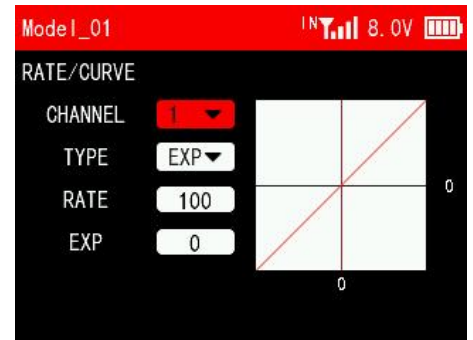 Model_01 IN 8.0V
RATE/CURVE
CHANNEL 1
TYPE EXP
RATE 100
EXP 0
0
0